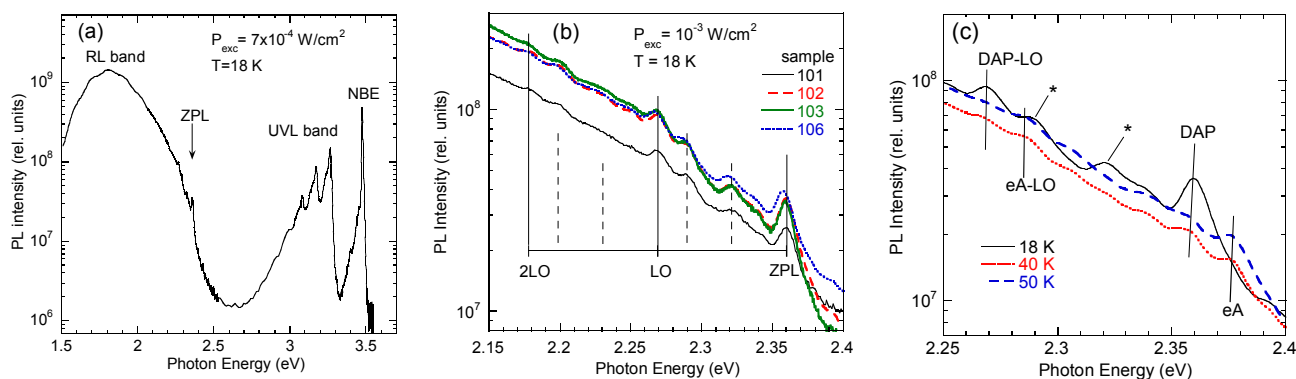 (a)
P_exc = 7x10^-4 W/cm^2
T=18 K
RL band
ZPL
UVL band
NBE
PL Intensity (rel. units)
10^9
10^8
10^7
10^6
1.5 2.0 2.5 3.0 3.5
Photon Energy (eV)
(b)
P_exc = 10^-3 W/cm^2
T = 18 K
sample
101
102
103
106
2LO
LO
ZPL
PL Intensity (rel. units)
10^8
10^7
2.15 2.2 2.25 2.3 2.35 2.4
Photon Energy (eV)
(c)
DAP-LO
*
*
DAP
eA-LO
eA
18 K
40 K
50 K
PL Intensity (rel. units)
10^8
10^7
2.25 2.3 2.35 2.4
Photon Energy (eV)